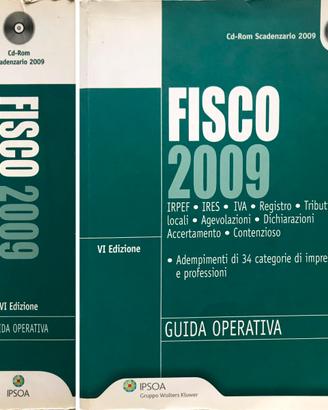 Cd-Rom
Scadenzario 2009
FISCO 2009
VI Edizione
GUIDA OPERATIVA
IPSOA
Cd-Rom Scadenzario 2009
FISCO
2009
IRPEF • IRES • IVA • Registro • Tributi
locali • Agevolazioni • Dichiarazioni
Accertamento • Contenzioso
VI Edizione
• Adempimenti di 34 categorie di impre
e professioni
GUIDA OPERATIVA
IPSOA
Gruppo Wolters Kluwer